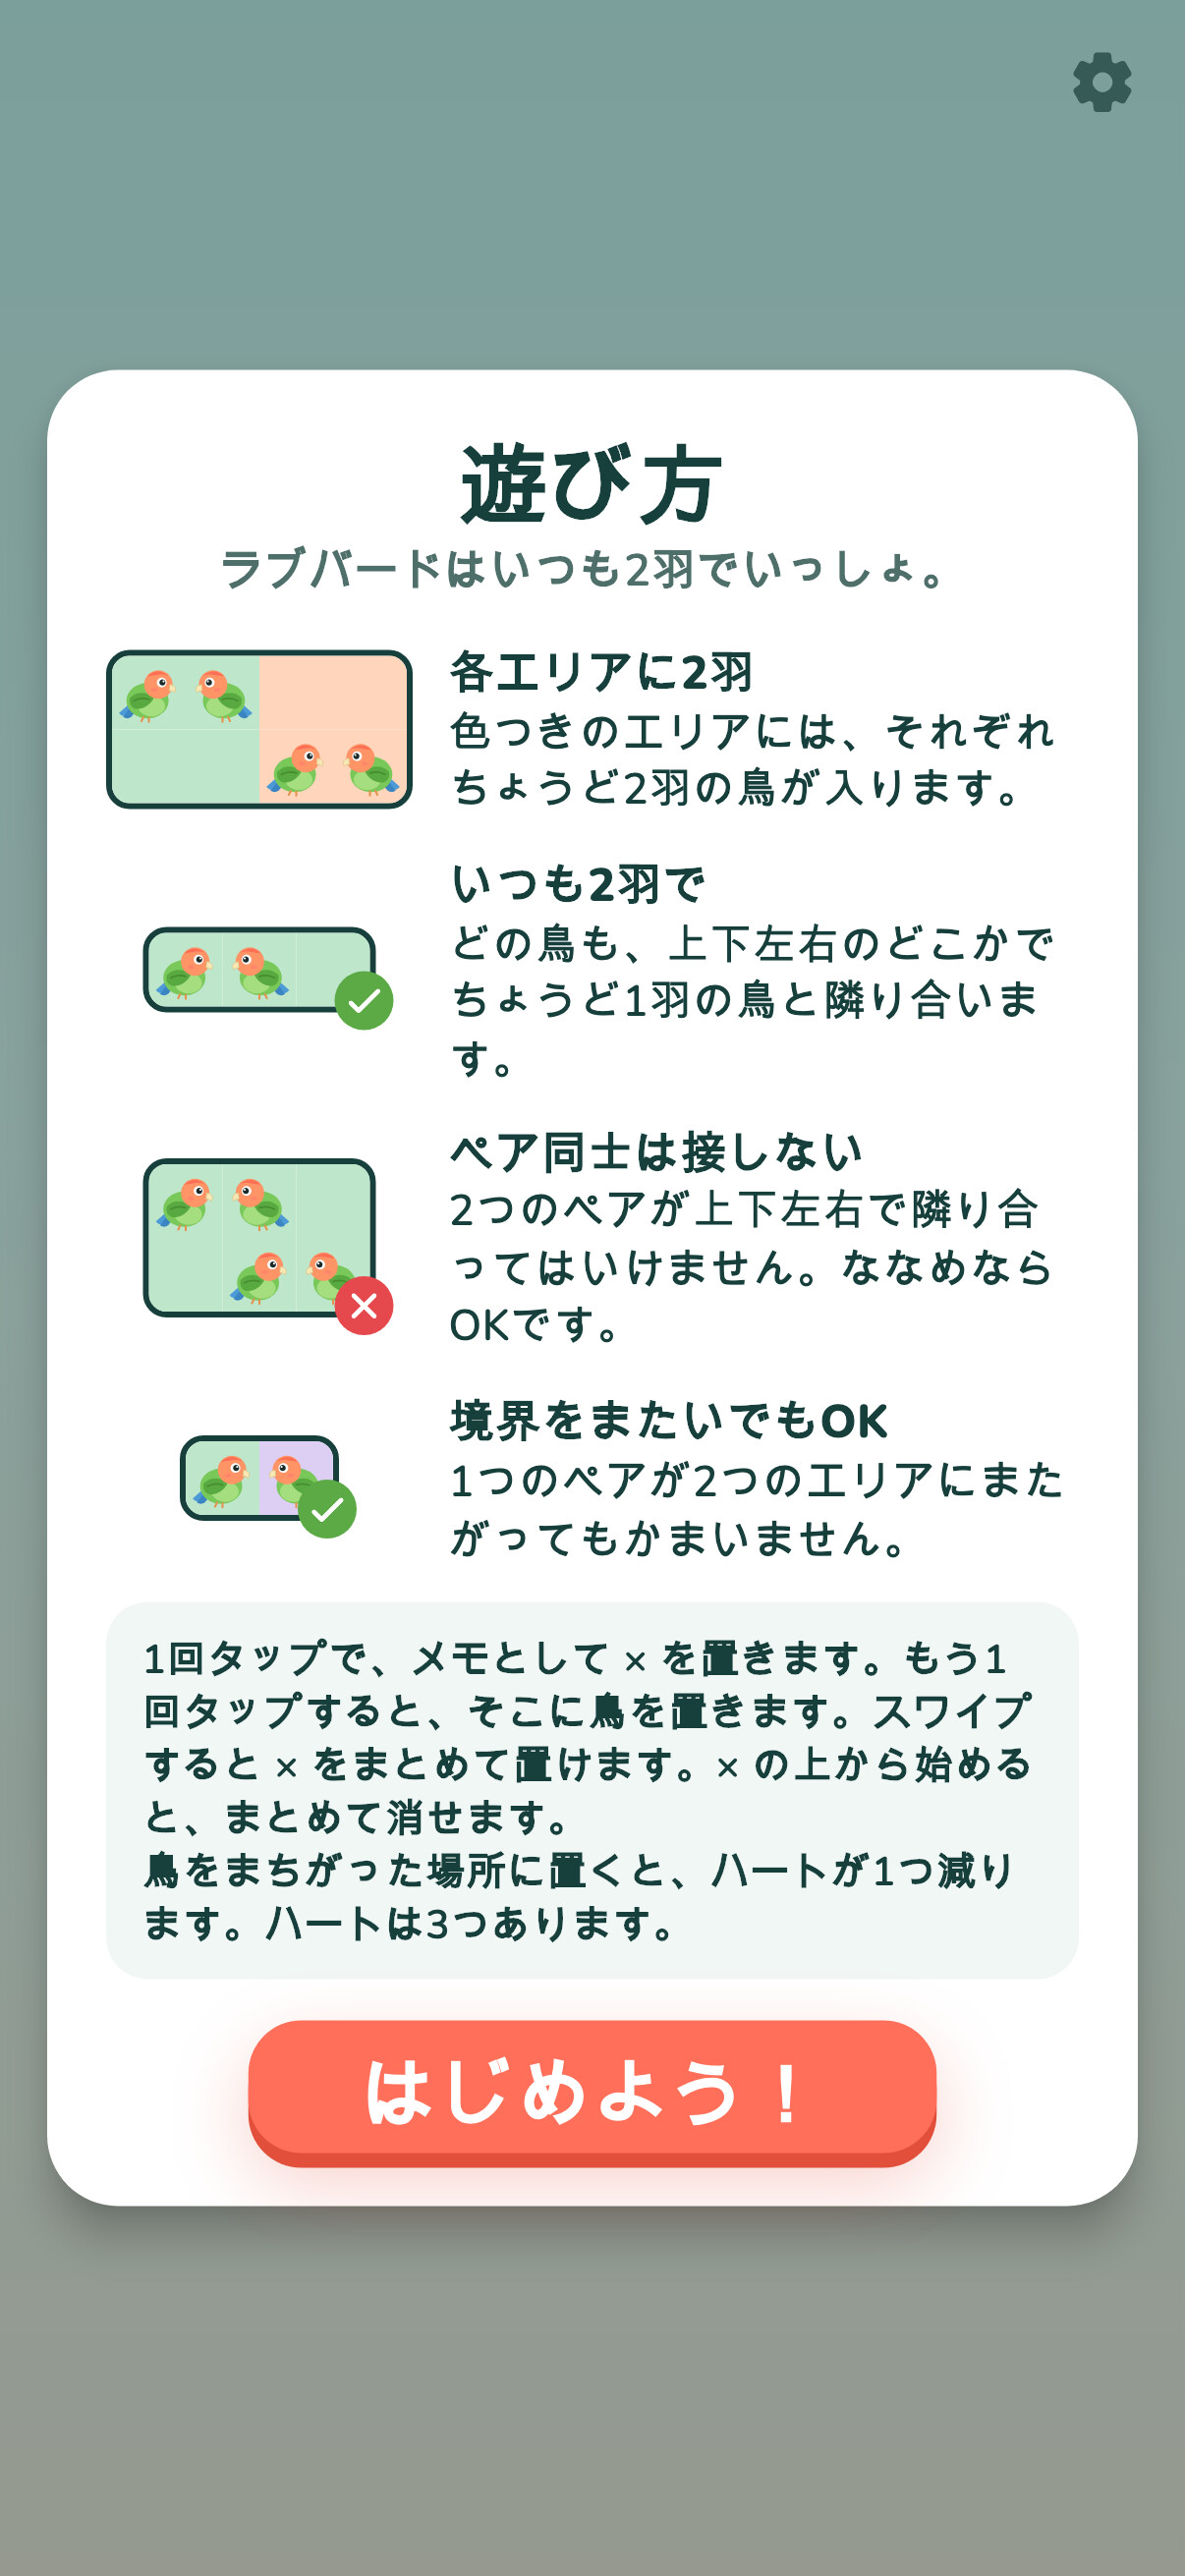 遊び方
ラブバードはいつも2羽でいっしょ。
各エリアに2羽
色つきのエリアには、それぞれ
ちょうど2羽の鳥が入ります。
いつも2羽で
どの鳥も、上下左右のどこかで
ちょうど1羽の鳥と隣り合いま
す。
ペア同士は接しない
2つのペアが上下左右で隣り合
ってはいけません。ななめなら
OKです。
境界をまたいでもOK
1つのペアが2つのエリアにまた
がってもかまいません。
1回タップで、メモとして × を置きます。もう1
回タップすると、そこに鳥を置きます。スワイプ
すると × をまとめて置けます。× の上から始める
と、まとめて消せます。
鳥をまちがった場所に置くと、ハートが1つ減り
ます。ハートは3つあります。
はじめよう！